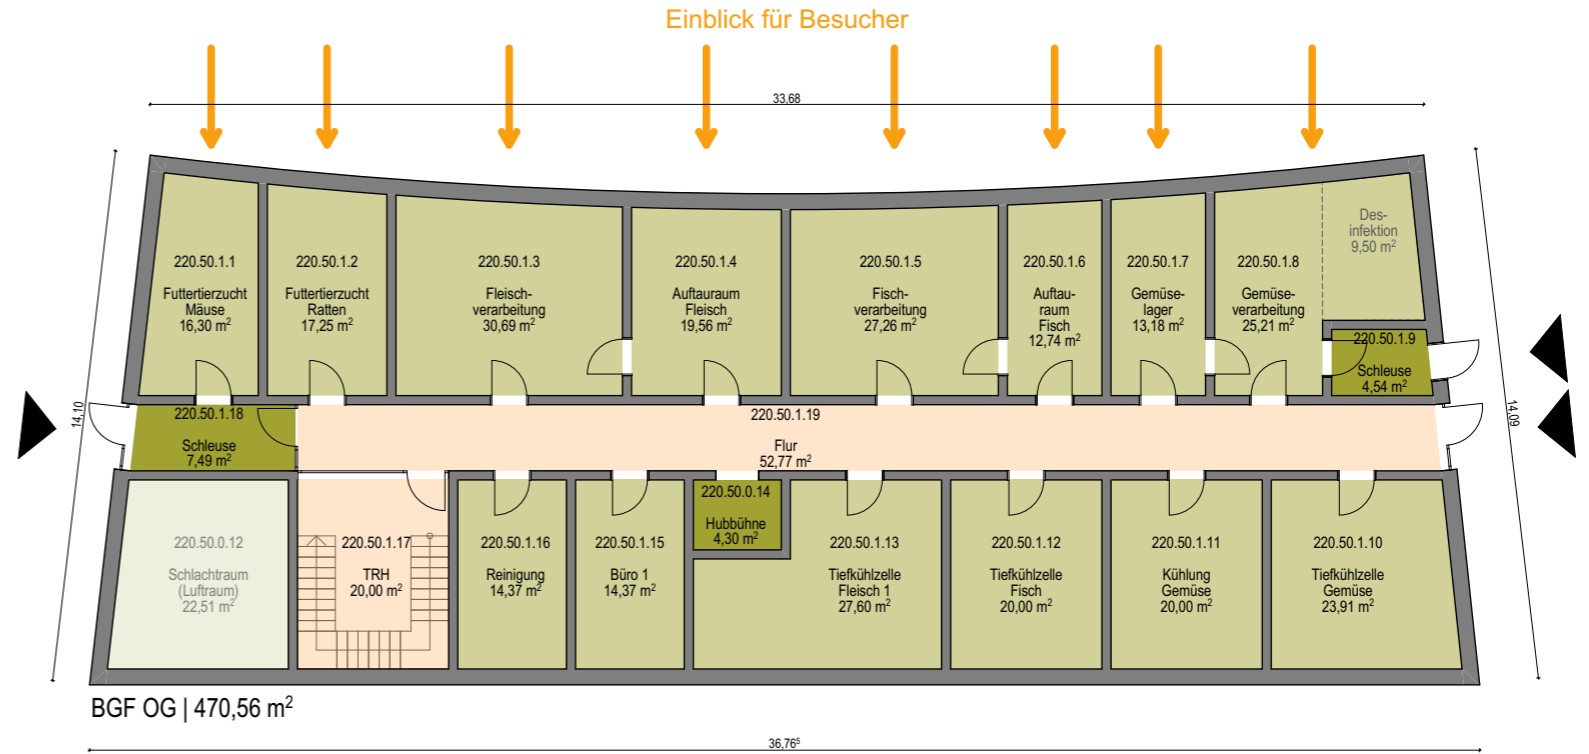 Einblick für Besucher
33,68
14,10
14,09
220.50.1.1
Futtertierzucht
Mäuse
16,30 m²
220.50.1.2
Futtertierzucht
Ratten
17,25 m²
220.50.1.3
Fleisch-
verarbeitung
30,69 m²
220.50.1.4
Auftauraum
Fleisch
19,56 m²
220.50.1.5
Fisch-
verarbeitung
27,26 m²
220.50.1.6
Auftau-
raum
Fisch
12,74 m²
220.50.1.7
Gemüse-
lager
13,18 m²
220.50.1.8
Gemüse-
verarbeitung
25,21 m²
Des-
infektion
9,50 m²
220.50.1.9
Schleuse
4,54 m²
220.50.1.18
Schleuse
7,49 m²
220.50.1.19
Flur
52,77 m²
220.50.0.12
Schlachtraum
(Luftraum)
22,51 m²
220.50.1.17
TRH
20,00 m²
220.50.1.16
Reinigung
14,37 m²
220.50.1.15
Büro 1
14,37 m²
220.50.0.14
Hubbühne
4,30 m²
220.50.1.13
Tiefkühlzelle
Fleisch 1
27,60 m²
220.50.1.12
Tiefkühlzelle
Fisch
20,00 m²
220.50.1.11
Kühlung
Gemüse
20,00 m²
220.50.1.10
Tiefkühlzelle
Gemüse
23,91 m²
BGF OG | 470,56 m²
36,76⁵